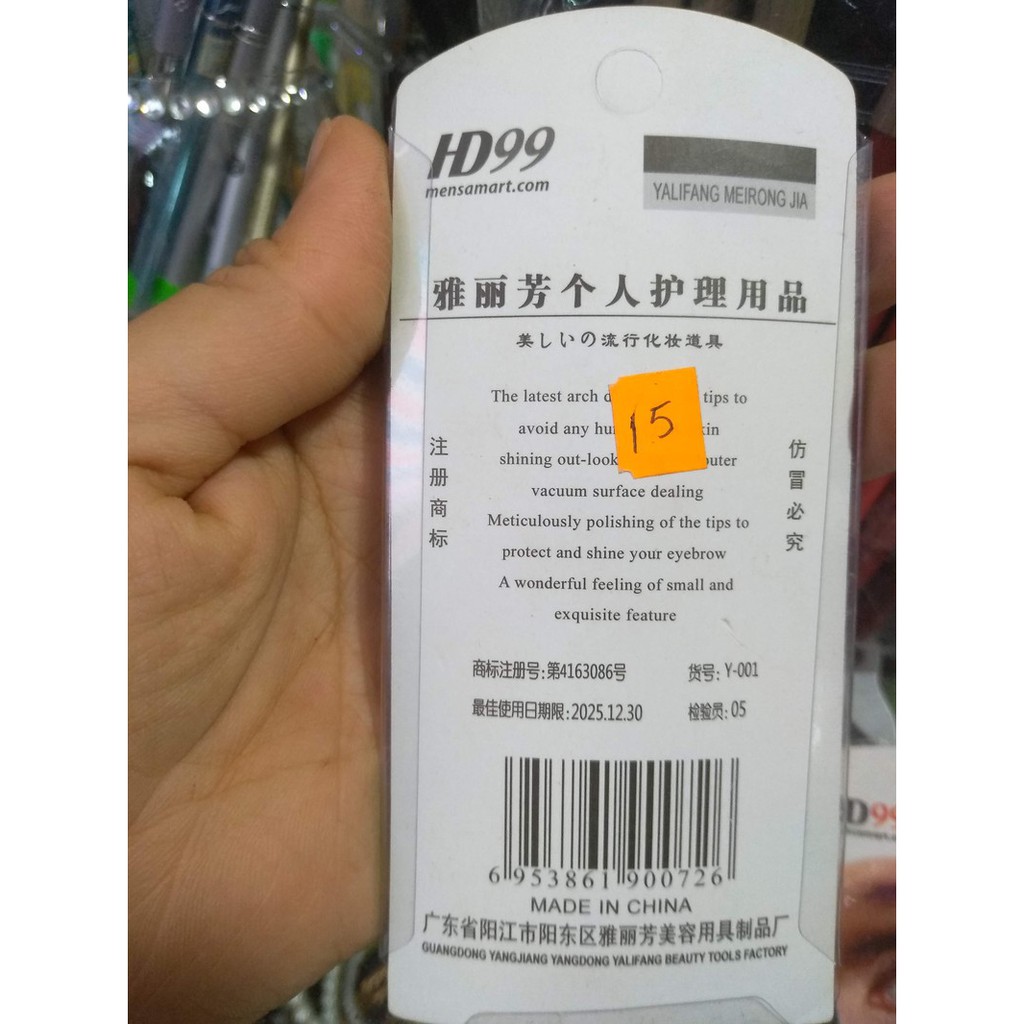 HD99
mensamart.com
YALIFANG MEIRONG JIA
雅丽芳个人护理用品
美しいの流行化妆道具
The latest arch d tips to
avoid any
shining out-look
vacuum surface dealing
Meticulously polishing of the tips to
protect and shine your eyebrow
A wonderful feeling of small and
exquisite feature
15
注册商标
仿冒必究
商标注册号:第4163086号
货号: Y-001
最佳使用日期限:2025.12.30
检验员: 05
6 953861 900726
MADE IN CHINA
广东省阳江市阳东区雅丽芳美容用具制品厂
GUANGDONG YANGJIANG YANGDONG YALIFANG BEAUTY TOOLS FACTORY